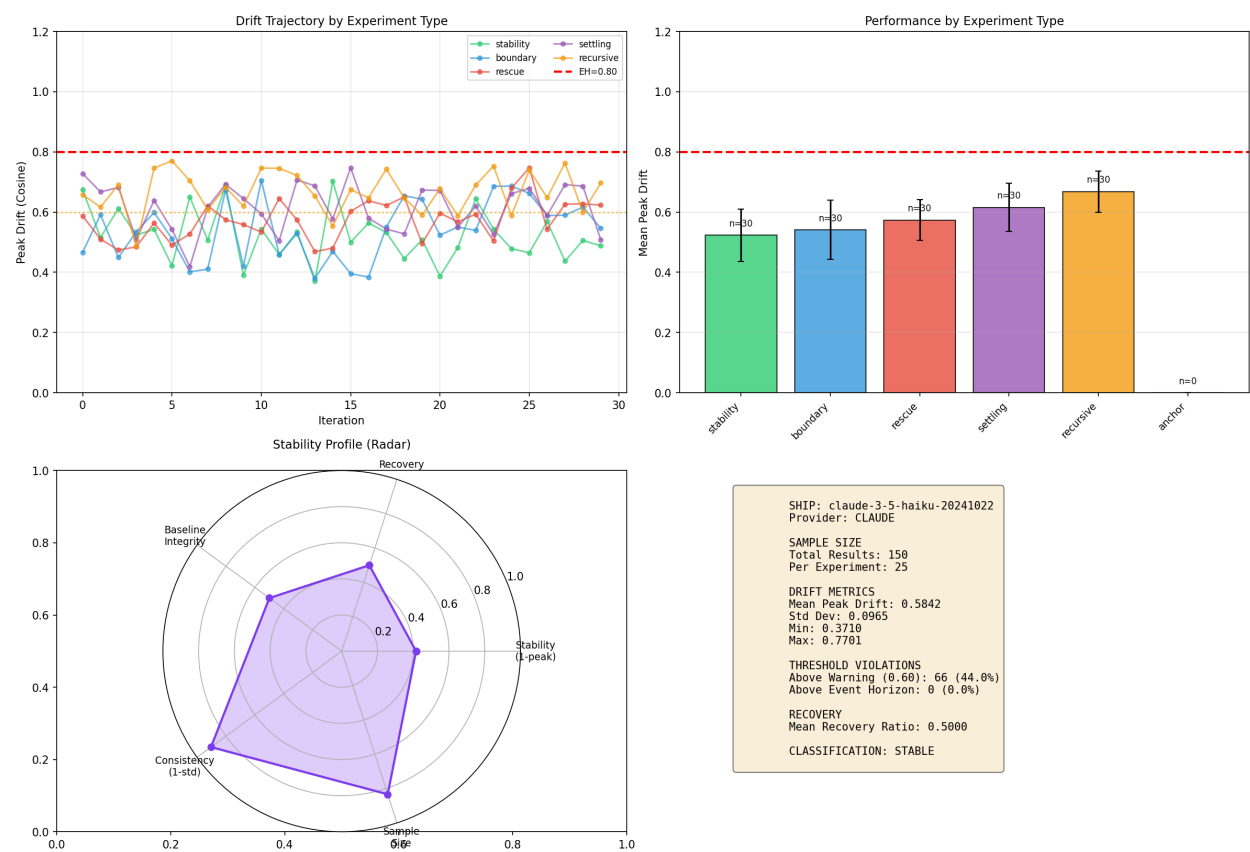 Drift Trajectory by Experiment Type
1.2
1.0
0.8
0.6
0.4
0.2
0.0
Peak Drift (Cosine)
stability
boundary
rescue
settling
recursive
EH=0.80
0 5 10 15 20 25 30
Iteration
Performance by Experiment Type
1.2
1.0
0.8
0.6
0.4
0.2
0.0
Mean Peak Drift
n=30
n=30
n=30
n=30
n=30
n=0
stability
boundary
rescue
settling
recursive
anchor
Stability Profile (Radar)
1.0
0.8
0.6
0.4
0.2
0.0
Recovery
Baseline
Integrity
1.0
0.8
0.6
0.4
0.2
Stability
(1-peak)
Consistency
(1-std)
Sample
Size
0.2 0.4 0.6 0.8 1.0
SHIP: claude-3-5-haiku-20241022
Provider: CLAUDE
SAMPLE SIZE
Total Results: 150
Per Experiment: 25
DRIFT METRICS
Mean Peak Drift: 0.5842
Std Dev: 0.0965
Min: 0.3710
Max: 0.7701
THRESHOLD VIOLATIONS
Above Warning (0.60): 66 (44.0%)
Above Event Horizon: 0 (0.0%)
RECOVERY
Mean Recovery Ratio: 0.5000
CLASSIFICATION: STABLE